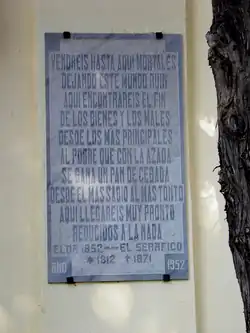 VENDREIS HASTA AQUI MORTALES
DEJANDO ESTE MUNDO RUIN
AQUI ENCONTRAREIS EL FIN
DE LOS BIENES Y LOS MALES
DESDE LOS MAS PRINCIPALES
AL POBRE QUE CON LA AZADA
SE GANA UN PAN DE CEBADA
DESDE EL MAS SABIO AL MAS TONTO
AQUI LLEGAREIS MUY PRONTO
REDUCIDOS A LA NADA
ELDA 1852 — EL SERAFICO
*1812 †1871
AÑO 1952